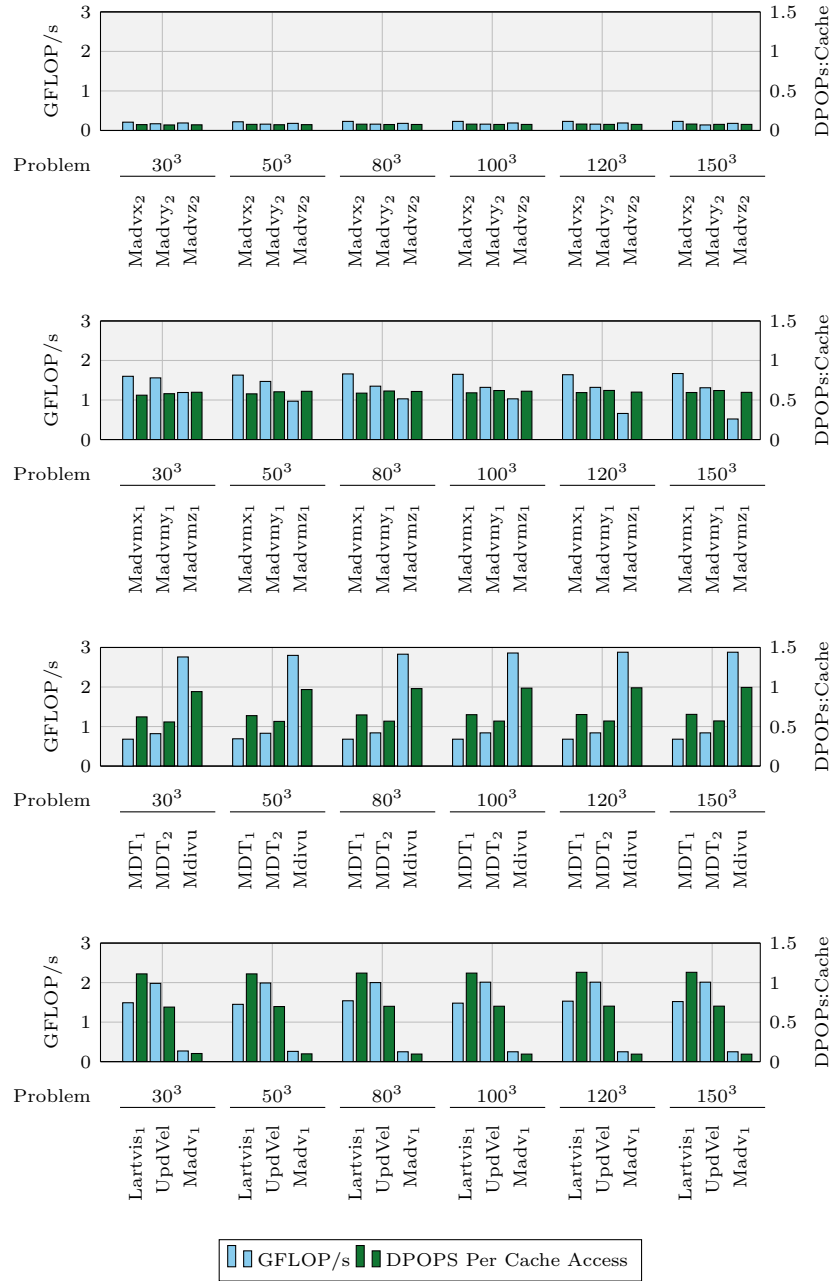 3
2
1
0
GFLOP/s
1.5
1
0.5
0
DPOPs:Cache
Problem 30³ 50³ 80³ 100³ 120³ 150³
Madvx₂ Madvy₂ Madvz₂ Madvx₂ Madvy₂ Madvz₂ Madvx₂ Madvy₂ Madvz₂ Madvx₂ Madvy₂ Madvz₂ Madvx₂ Madvy₂ Madvz₂ Madvx₂ Madvy₂ Madvz₂
3
2
1
0
GFLOP/s
1.5
1
0.5
0
DPOPs:Cache
Problem 30³ 50³ 80³ 100³ 120³ 150³
Madvmx₁ Madvmy₁ Madvmz₁ Madvmx₁ Madvmy₁ Madvmz₁ Madvmx₁ Madvmy₁ Madvmz₁ Madvmx₁ Madvmy₁ Madvmz₁ Madvmx₁ Madvmy₁ Madvmz₁ Madvmx₁ Madvmy₁ Madvmz₁
3
2
1
0
GFLOP/s
1.5
1
0.5
0
DPOPs:Cache
Problem 30³ 50³ 80³ 100³ 120³ 150³
MDT₁ MDT₂ Mdivu MDT₁ MDT₂ Mdivu MDT₁ MDT₂ Mdivu MDT₁ MDT₂ Mdivu MDT₁ MDT₂ Mdivu MDT₁ MDT₂ Mdivu
3
2
1
0
GFLOP/s
1.5
1
0.5
0
DPOPs:Cache
Problem 30³ 50³ 80³ 100³ 120³ 150³
Lartvis₁ UpdVel Madv₁ Lartvis₁ UpdVel Madv₁ Lartvis₁ UpdVel Madv₁ Lartvis₁ UpdVel Madv₁ Lartvis₁ UpdVel Madv₁ Lartvis₁ UpdVel Madv₁
GFLOP/s DPOPS Per Cache Access